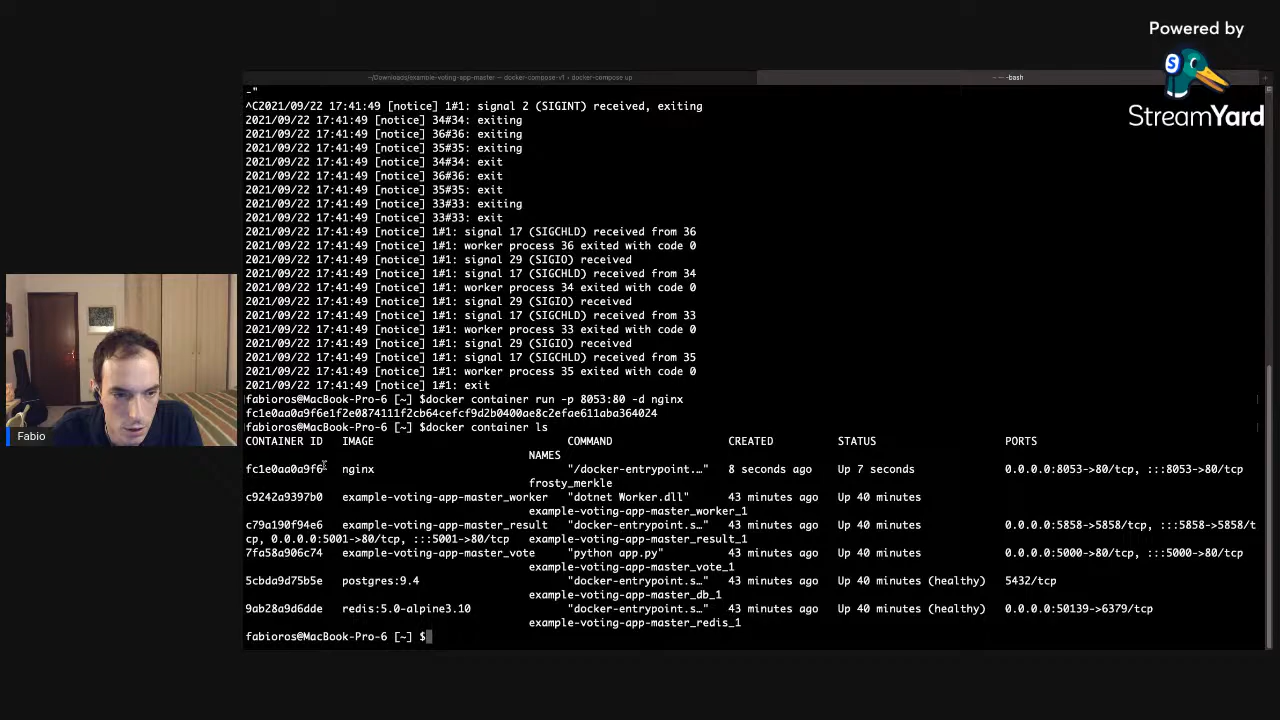 Powered by
StreamYard
~/Downloads/example-voting-app-master — docker-compose-v1 • docker-compose up
~ — -bash
-"
^C2021/09/22 17:41:49 [notice] 1#1: signal 2 (SIGINT) received, exiting
2021/09/22 17:41:49 [notice] 34#34: exiting
2021/09/22 17:41:49 [notice] 36#36: exiting
2021/09/22 17:41:49 [notice] 35#35: exiting
2021/09/22 17:41:49 [notice] 34#34: exit
2021/09/22 17:41:49 [notice] 36#36: exit
2021/09/22 17:41:49 [notice] 35#35: exit
2021/09/22 17:41:49 [notice] 33#33: exiting
2021/09/22 17:41:49 [notice] 33#33: exit
2021/09/22 17:41:49 [notice] 1#1: signal 17 (SIGCHLD) received from 36
2021/09/22 17:41:49 [notice] 1#1: worker process 36 exited with code 0
2021/09/22 17:41:49 [notice] 1#1: signal 29 (SIGIO) received
2021/09/22 17:41:49 [notice] 1#1: signal 17 (SIGCHLD) received from 34
2021/09/22 17:41:49 [notice] 1#1: worker process 34 exited with code 0
2021/09/22 17:41:49 [notice] 1#1: signal 29 (SIGIO) received
2021/09/22 17:41:49 [notice] 1#1: signal 17 (SIGCHLD) received from 33
2021/09/22 17:41:49 [notice] 1#1: worker process 33 exited with code 0
2021/09/22 17:41:49 [notice] 1#1: signal 29 (SIGIO) received
2021/09/22 17:41:49 [notice] 1#1: signal 17 (SIGCHLD) received from 35
2021/09/22 17:41:49 [notice] 1#1: worker process 35 exited with code 0
2021/09/22 17:41:49 [notice] 1#1: exit
fabioros@MacBook-Pro-6 [~] $docker container run -p 8053:80 -d nginx
fc1e0aa0a9f6e1f2e0874111f2cb64cefcf9d2b0400ae8c2efae611aba364024
fabioros@MacBook-Pro-6 [~] $docker container ls
CONTAINER ID IMAGE COMMAND CREATED STATUS PORTS
NAMES
fc1e0aa0a9f6 nginx "/docker-entrypoint.…" 8 seconds ago Up 7 seconds 0.0.0.0:8053->80/tcp, :::8053->80/tcp
frosty_merkle
c9242a9397b0 example-voting-app-master_worker "dotnet Worker.dll" 43 minutes ago Up 40 minutes
example-voting-app-master_worker_1
c79a190f94e6 example-voting-app-master_result "docker-entrypoint.s…" 43 minutes ago Up 40 minutes 0.0.0.0:5858->5858/tcp, :::5858->5858/t
cp, 0.0.0.0:5001->80/tcp, :::5001->80/tcp example-voting-app-master_result_1
7fa58a906c74 example-voting-app-master_vote "python app.py" 43 minutes ago Up 40 minutes 0.0.0.0:5000->80/tcp, :::5000->80/tcp
example-voting-app-master_vote_1
5cbda9d75b5e postgres:9.4 "docker-entrypoint.s…" 43 minutes ago Up 40 minutes (healthy) 5432/tcp
example-voting-app-master_db_1
9ab28a9d6dde redis:5.0-alpine3.10 "docker-entrypoint.s…" 43 minutes ago Up 40 minutes (healthy) 0.0.0.0:50139->6379/tcp
example-voting-app-master_redis_1
fabioros@MacBook-Pro-6 [~] $
Fabio